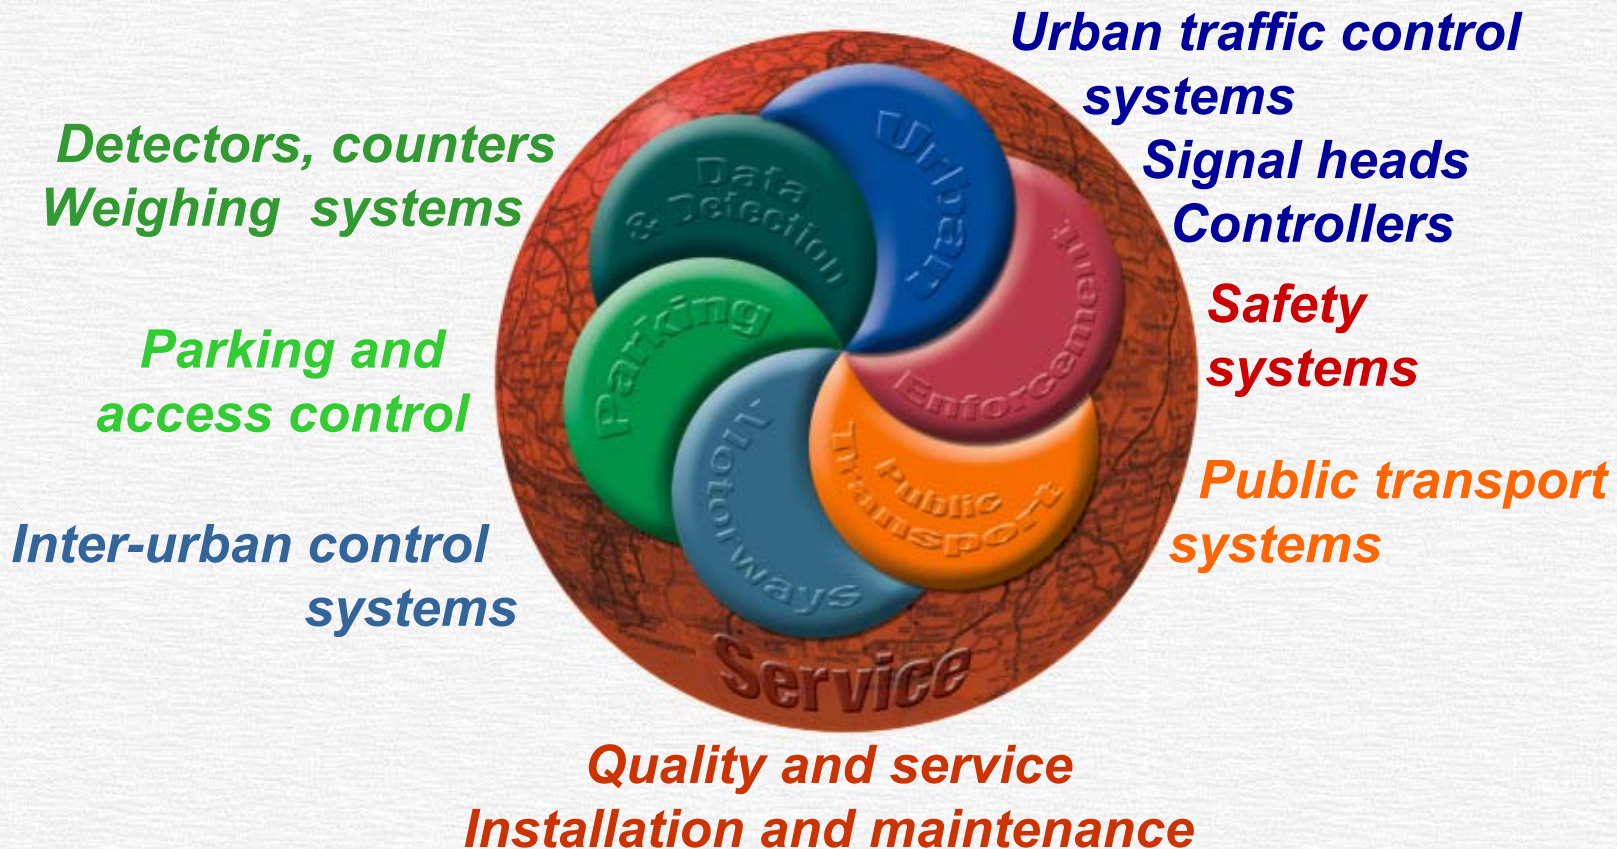 Urban traffic control
systems
Signal heads
Controllers
Detectors, counters
Weighing systems
Safety
systems
Parking and
access control
Public transport
systems
Inter-urban control
systems
Data
& Detection
Urban
Enforcement
Parking
Motorways
Public
Transport
Service
Quality and service
Installation and maintenance